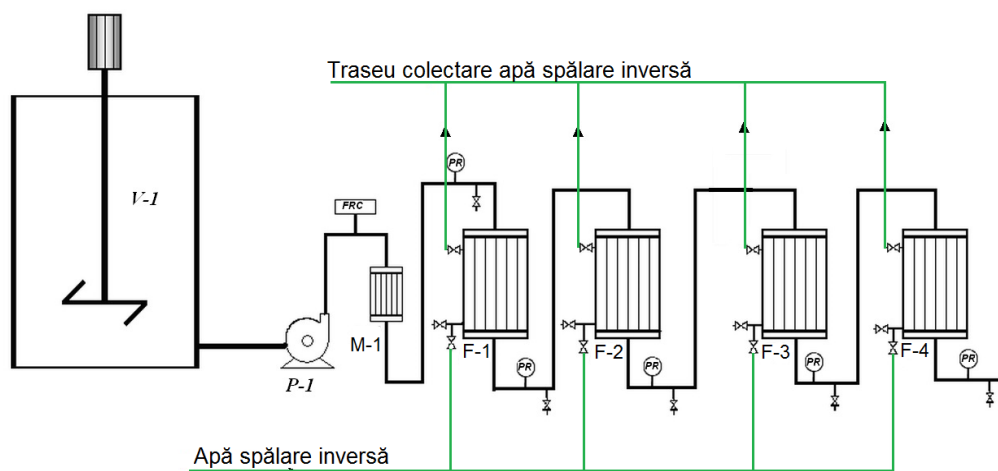 Traseu colectare apă spălare inversă
PR
V-1
FRC
M-1
F-1
F-2
F-3
F-4
PR
PR
PR
PR
P-1
Apă spălare inversă